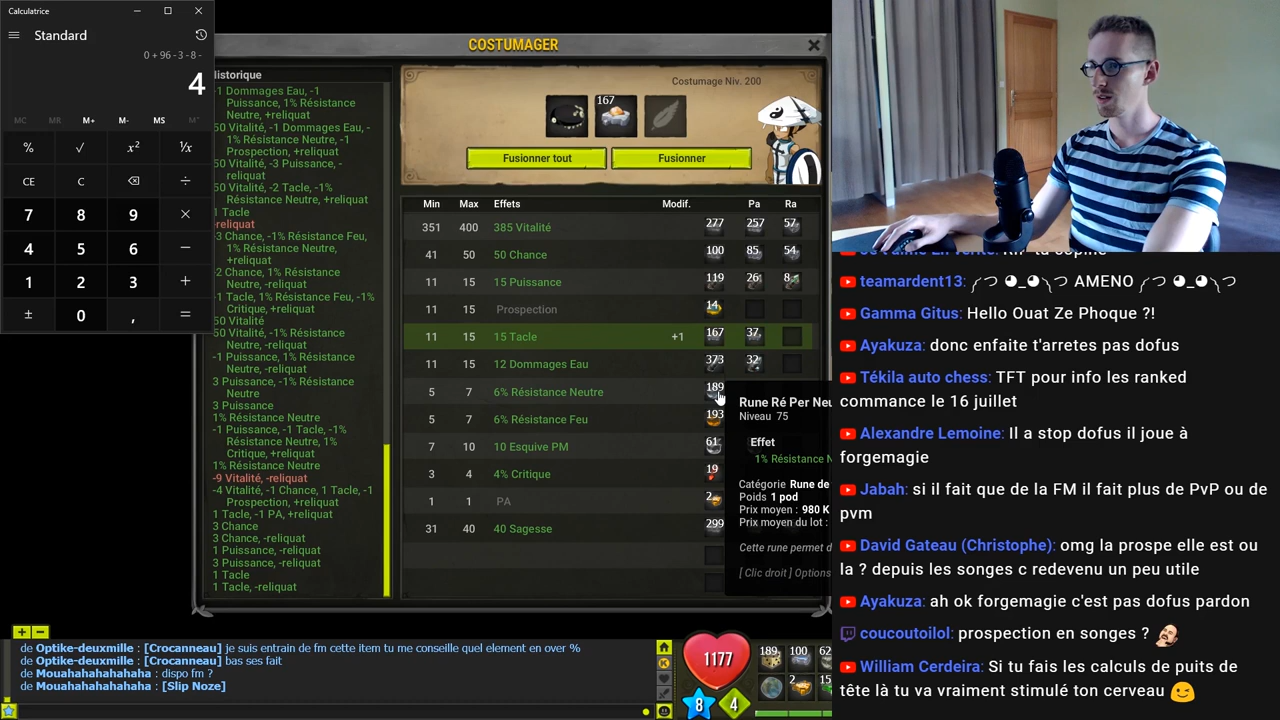 Calculatrice
Standard
0 + 96 - 3 - 8 -
4
MC MR M+ M- MS
% √ x² ¹/x
CE C ÷
7 8 9 ×
4 5 6 −
1 2 3 +
± 0 , =
COSTUMAGER
Historique
-1 Dommages Eau, -1
Puissance, 1% Résistance
Neutre, +reliquat
50 Vitalité, -1 Dommages Eau, -
1% Résistance Neutre, -1
Prospection, +reliquat
50 Vitalité, -3 Puissance, -
reliquat
50 Vitalité, -2 Tacle, -1%
Résistance Neutre, +reliquat
1 Tacle
-reliquat
-3 Chance, -1% Résistance Feu,
1% Résistance Neutre,
+reliquat
-2 Chance, 1% Résistance
Neutre, -reliquat
-1 Tacle, 1% Résistance Feu, -1%
Critique, +reliquat
50 Vitalité
50 Vitalité, -1% Résistance
Neutre, -reliquat
-1 Puissance, 1% Résistance
Feu, -reliquat
3 Puissance, -1% Résistance
Neutre
3 Puissance
1% Résistance Neutre
-1 Puissance, -1 Tacle, -1%
Résistance Neutre, 1%
Critique, +reliquat
1% Résistance Neutre
-9 Vitalité, -reliquat
-4 Vitalité, -1 Chance, 1 Tacle, -1
Prospection, +reliquat
1 Tacle, -1 PA, +reliquat
3 Chance
3 Chance, -reliquat
1 Puissance, -reliquat
3 Puissance, -reliquat
1 Tacle
1 Tacle, -reliquat
Costumage Niv. 200
167
Fusionner tout Fusionner
Min Max Effets Modif. Pa Ra
351 400 385 Vitalité 277 257 57
41 50 50 Chance 100 85 54
11 15 15 Puissance 119 26 8
11 15 Prospection 14
11 15 15 Tacle +1 167 37
11 15 12 Dommages Eau 373 32
5 7 6% Résistance Neutre 189
5 7 6% Résistance Feu 193
7 10 10 Esquive PM 61
3 4 4% Critique 19
1 1 PA 2
31 40 40 Sagesse 299
Rune Ré Per Neu
Niveau 75
Effet
1% Résistance N
Catégorie Rune de
Poids 1 pod
Prix moyen : 980 K
Prix moyen du lot :
Cette rune permet d
[ Clic droit ] Options
de Optike-deuxmille : [Crocanneau] je suis entrain de fm cette item tu me conseille quel element en over %
de Optike-deuxmille : [Crocanneau] bas ses fait
de Mouahahahahahaha : dispo fm ?
de Mouahahahahahaha : [Slip Noze]
1177
8 4
189 100 62
2 15
teamardent13: ༼つ ◕_◕༽つ AMENO ༼つ ◕_◕༽つ
Gamma Gitus: Hello Ouat Ze Phoque ?!
Ayakuza: donc enfaite t'arretes pas dofus
Tékila auto chess: TFT pour info les ranked
commance le 16 juillet
Alexandre Lemoine: Il a stop dofus il joue à
forgemagie
Jabah: si il fait que de la FM il fait plus de PvP ou de
pvm
David Gateau (Christophe): omg la prospe elle est ou
la ? depuis les songes c redevenu un peu utile
Ayakuza: ah ok forgemagie c'est pas dofus pardon
coucoutoilol: prospection en songes ?
William Cerdeira: Si tu fais les calculs de puits de
tête là tu va vraiment stimulé ton cerveau 😉